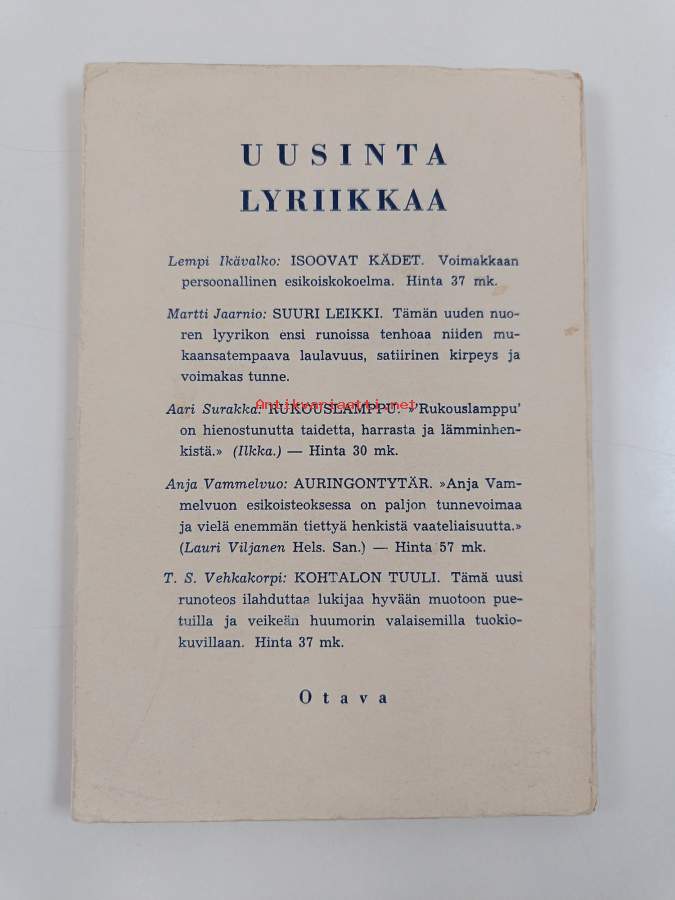 UUSINTA
LYRIIKKAA
Lempi Ikävalko: ISOOVAT KÄDET. Voimakkaan
persoonallinen esikoiskokoelma. Hinta 37 mk.
Martti Jaarnio: SUURI LEIKKI. Tämän uuden nuo-
ren lyyrikon ensi runoissa tenhoaa niiden mu-
kaansatempaava laulavuus, satiirinen kirpeys ja
voimakas tunne.
Antikvariaatti.net
Aari Surakka: RUKOUSLAMPPU. »'Rukouslamppu'
on hienostunutta taidetta, harrasta ja lämminhen-
kistä.» (Ilkka.) — Hinta 30 mk.
Anja Vammelvuo: AURINGONTYTÄR. »Anja Vam-
melvuon esikoisteoksessa on paljon tunnevoimaa
ja vielä enemmän tiettyä henkistä vaateliaisuutta.»
(Lauri Viljanen Hels. San.) — Hinta 57 mk.
T. S. Vehkakorpi: KOHTALON TUULI. Tämä uusi
runoteos ilahduttaa lukijaa hyvään muotoon pue-
tuilla ja veikeän huumorin valaisemilla tuokio-
kuvillaan. Hinta 37 mk.
Otava